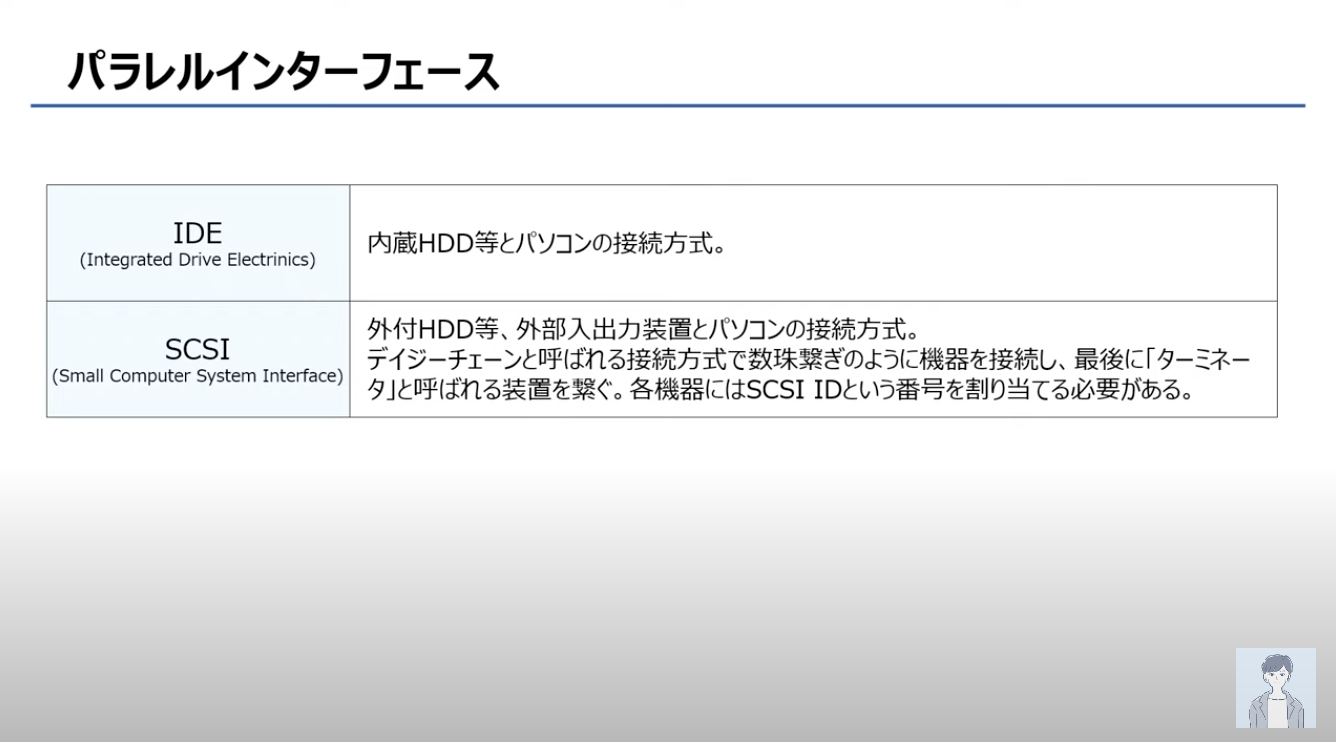 パラレルインターフェース
IDE
(Integrated Drive Electrinics)
内蔵HDD等とパソコンの接続方式。
SCSI
(Small Computer System Interface)
外付HDD等、外部入出力装置とパソコンの接続方式。
デイジーチェーンと呼ばれる接続方式で数珠繋ぎのように機器を接続し、最後に「ターミネー
タ」と呼ばれる装置を繋ぐ。各機器にはSCSI IDという番号を割り当てる必要がある。